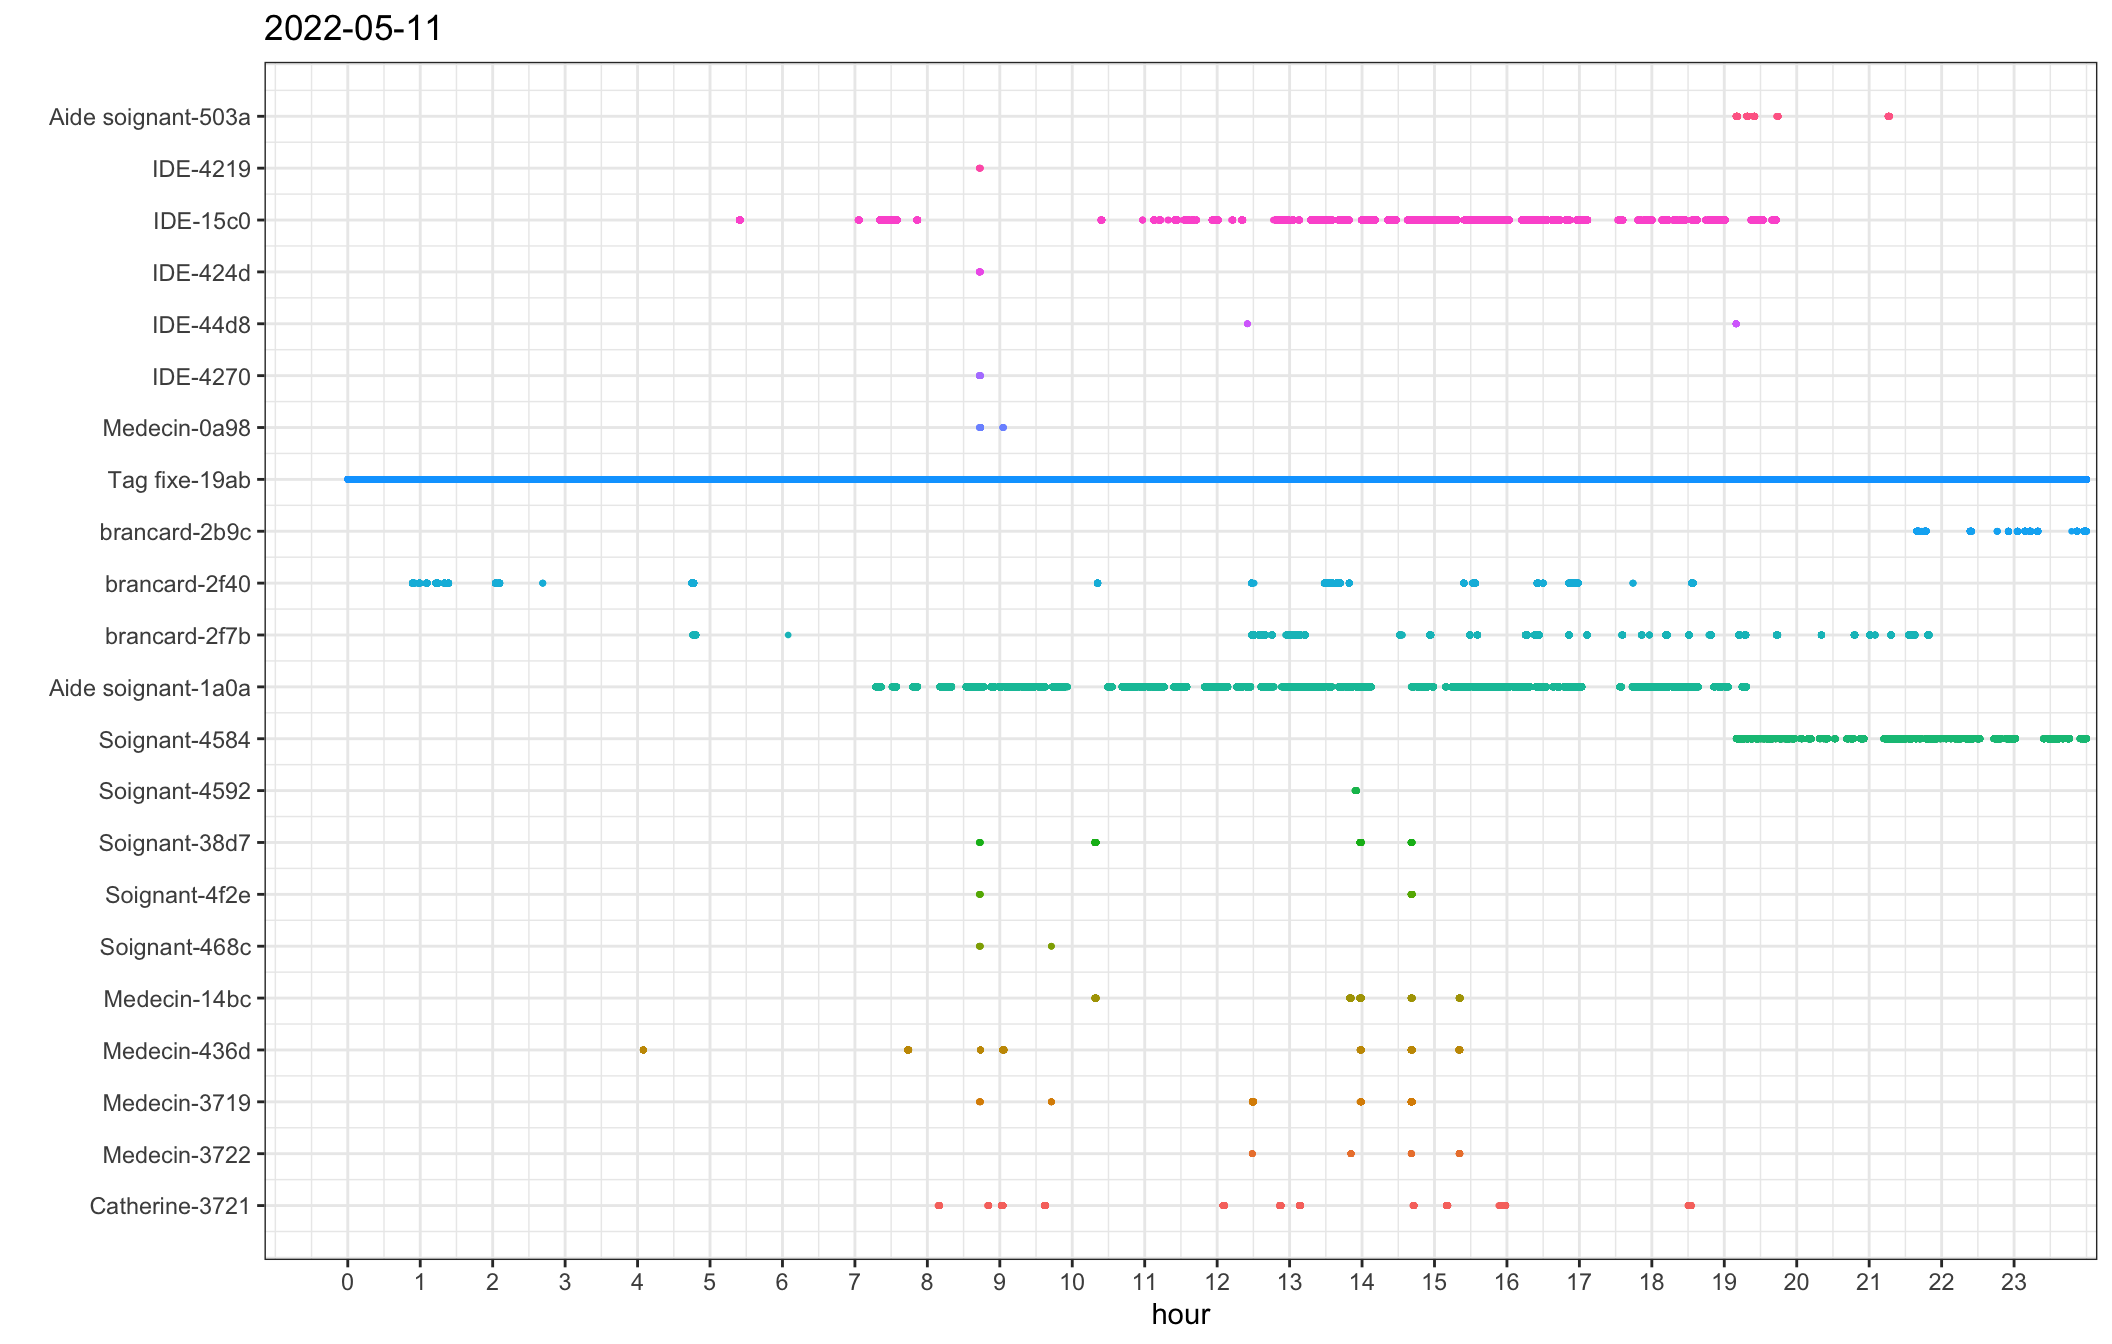 2022-05-11
Aide soignant-503a
IDE-4219
IDE-15c0
IDE-424d
IDE-44d8
IDE-4270
Medecin-0a98
Tag fixe-19ab
brancard-2b9c
brancard-2f40
brancard-2f7b
Aide soignant-1a0a
Soignant-4584
Soignant-4592
Soignant-38d7
Soignant-4f2e
Soignant-468c
Medecin-14bc
Medecin-436d
Medecin-3719
Medecin-3722
Catherine-3721
0 1 2 3 4 5 6 7 8 9 10 11 12 13 14 15 16 17 18 19 20 21 22 23
hour